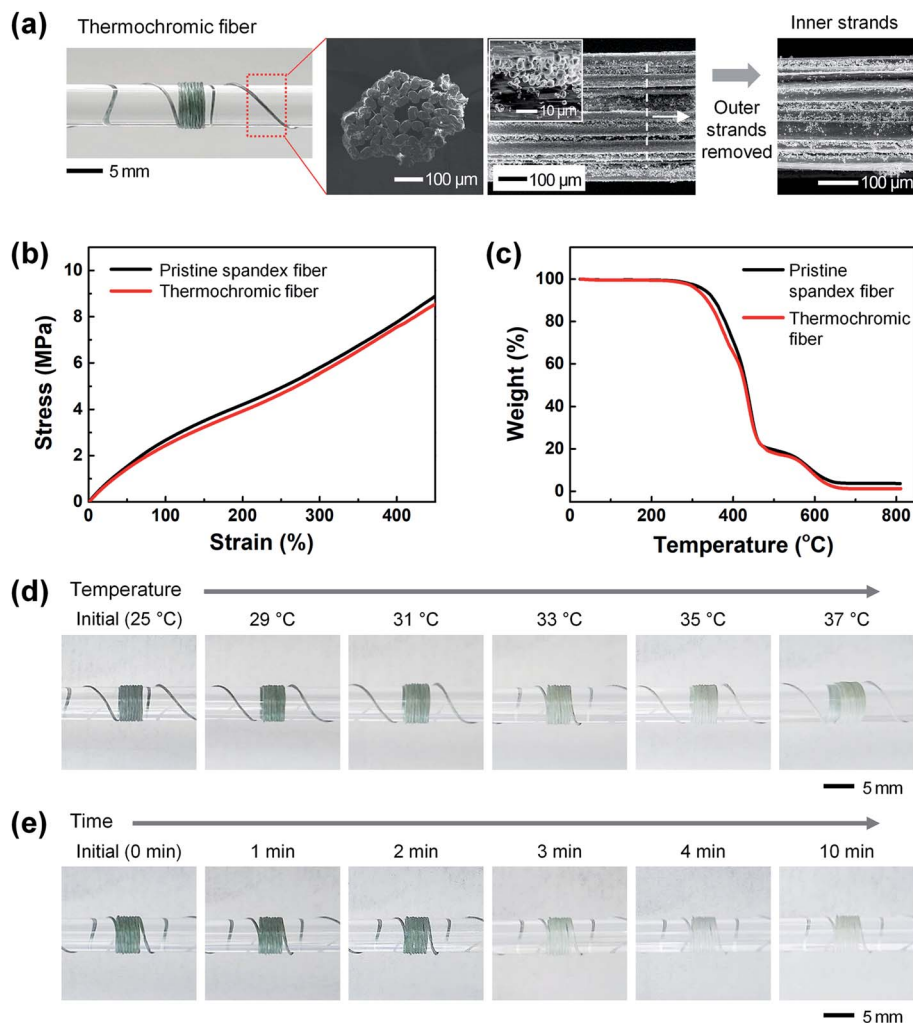 (a) Thermochromic fiber
Inner strands
5 mm
100 μm
10 μm
100 μm
Outer
strands
removed
100 μm
(b)
Pristine spandex fiber
Thermochromic fiber
10
8
6
4
2
0
Stress (MPa)
0 100 200 300 400
Strain (%)
(c)
Pristine
spandex fiber
Thermochromic
fiber
100
80
60
40
20
0
Weight (%)
0 200 400 600 800
Temperature (°C)
(d) Temperature
Initial (25 °C) 29 °C 31 °C 33 °C 35 °C 37 °C
5 mm
(e) Time
Initial (0 min) 1 min 2 min 3 min 4 min 10 min
5 mm